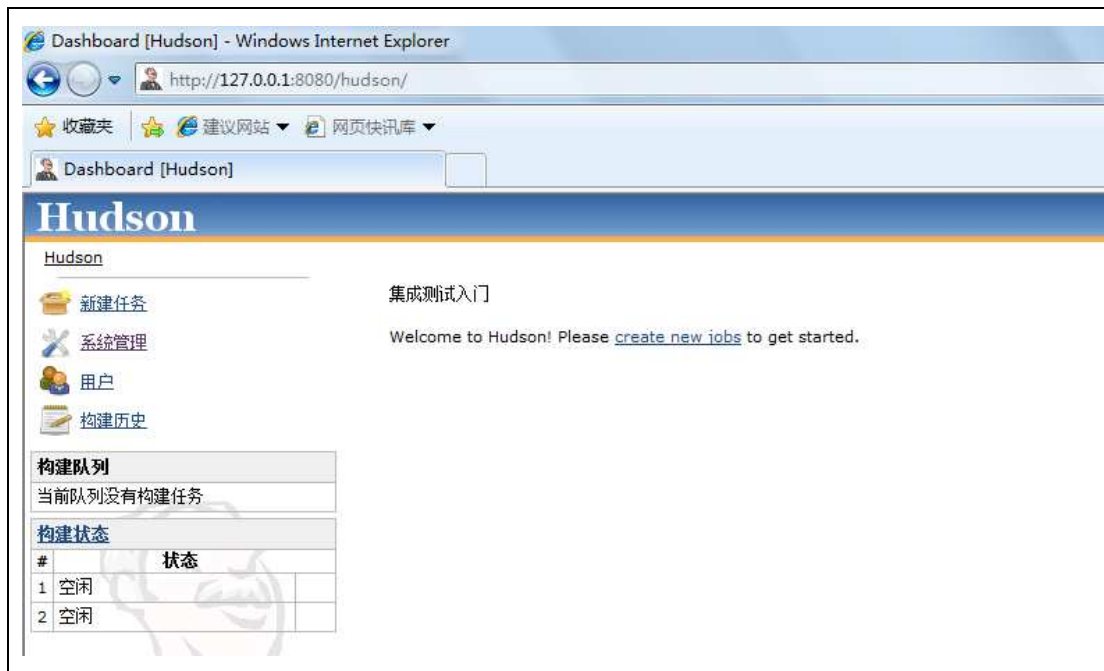 Dashboard [Hudson] - Windows Internet Explorer
http://127.0.0.1:8080/hudson/
收藏夹 建议网站 网页快讯库
Dashboard [Hudson]
Hudson
Hudson
新建任务
系统管理
用户
构建历史
集成测试入门
Welcome to Hudson! Please create new jobs to get started.
构建队列
当前队列没有构建任务
构建状态
# 状态
1 空闲
2 空闲